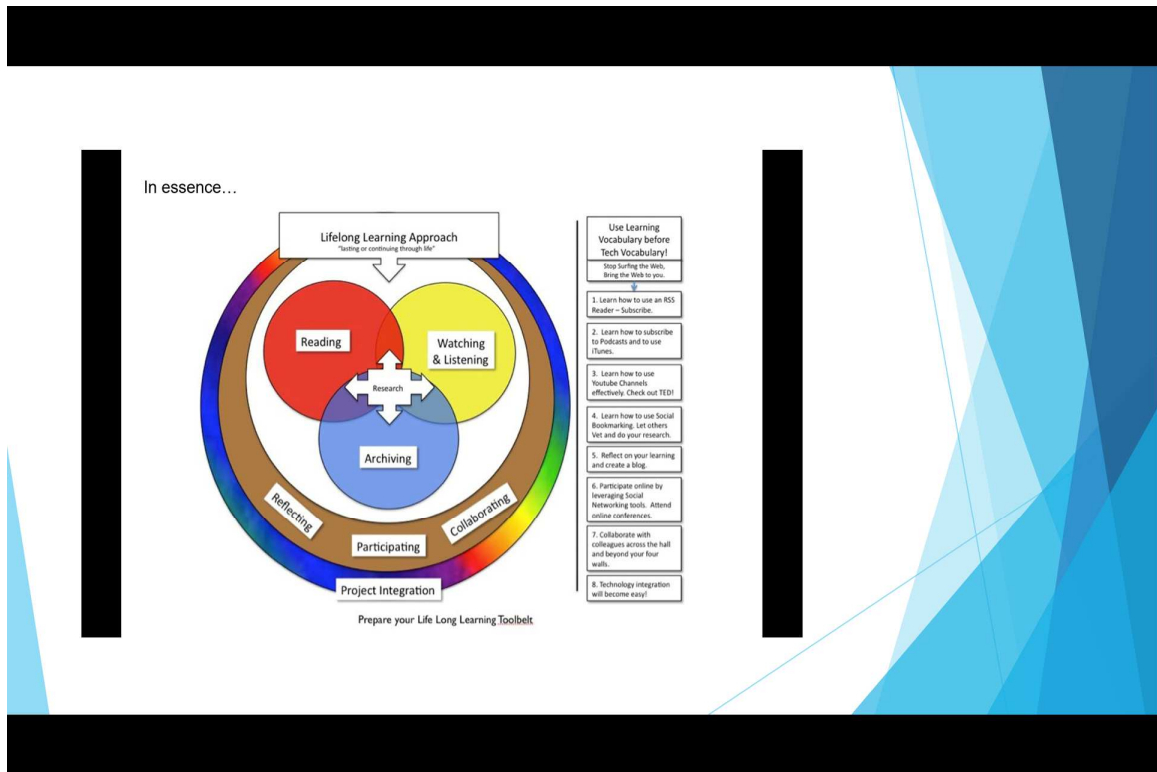 In essence…
Lifelong Learning Approach
"lasting or continuing through life"
Reading
Watching
& Listening
Research
Archiving
Reflecting
Participating
Collaborating
Project Integration
Prepare your Life Long Learning Toolbelt
Use Learning
Vocabulary before
Tech Vocabulary!
Stop Surfing the Web,
Bring the Web to you.
1. Learn how to use an RSS
Reader – Subscribe.
2. Learn how to subscribe
to Podcasts and to use
iTunes.
3. Learn how to use
Youtube Channels
effectively. Check out TED!
4. Learn how to use Social
Bookmarking. Let others
Vet and do your research.
5. Reflect on your learning
and create a blog.
6. Participate online by
leveraging Social
Networking tools. Attend
online conferences.
7. Collaborate with
colleagues across the hall
and beyond your four
walls.
8. Technology integration
will become easy!